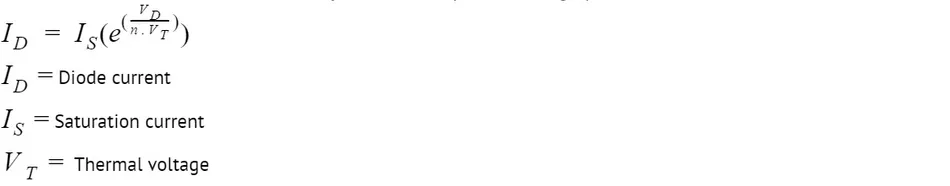 I_D = I_S(e^(V_D / n . V_T))
I_D = Diode current
I_S = Saturation current
V_T = Thermal voltage